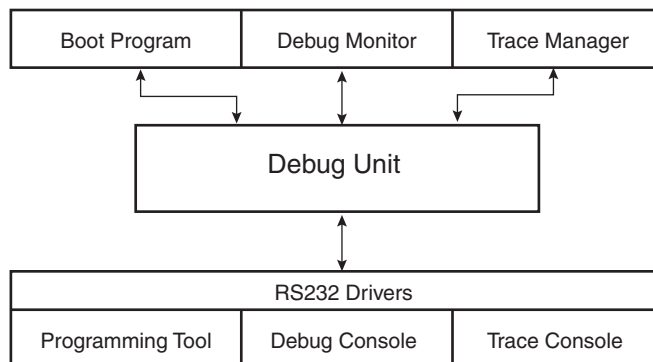 Boot Program
Debug Monitor
Trace Manager
Debug Unit
RS232 Drivers
Programming Tool
Debug Console
Trace Console